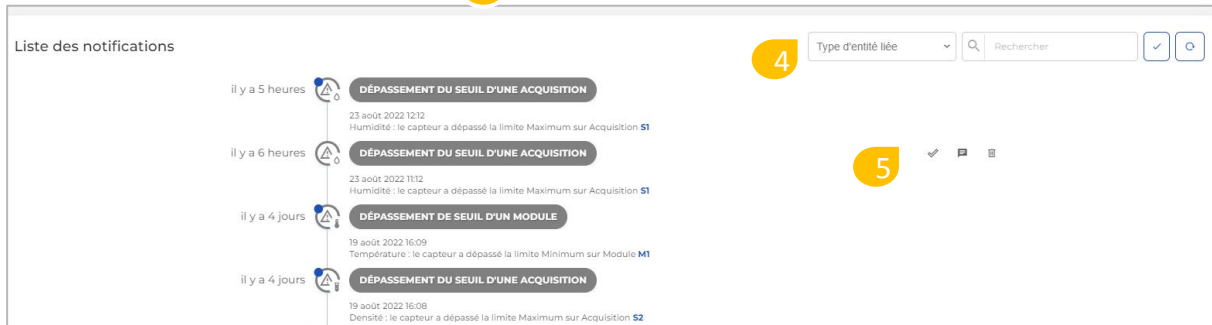 Liste des notifications
4
Type d'entité liée
Rechercher
il y a 5 heures
DÉPASSEMENT DU SEUIL D'UNE ACQUISITION
23 août 2022 12:12
Humidité : le capteur a dépassé la limite Maximum sur Acquisition S1
il y a 6 heures
DÉPASSEMENT DU SEUIL D'UNE ACQUISITION
5
23 août 2022 11:12
Humidité : le capteur a dépassé la limite Maximum sur Acquisition S1
il y a 4 jours
DÉPASSEMENT DE SEUIL D'UN MODULE
19 août 2022 16:09
Température : le capteur a dépassé la limite Minimum sur Module M1
il y a 4 jours
DÉPASSEMENT DU SEUIL D'UNE ACQUISITION
19 août 2022 16:08
Densité : le capteur a dépassé la limite Maximum sur Acquisition S2